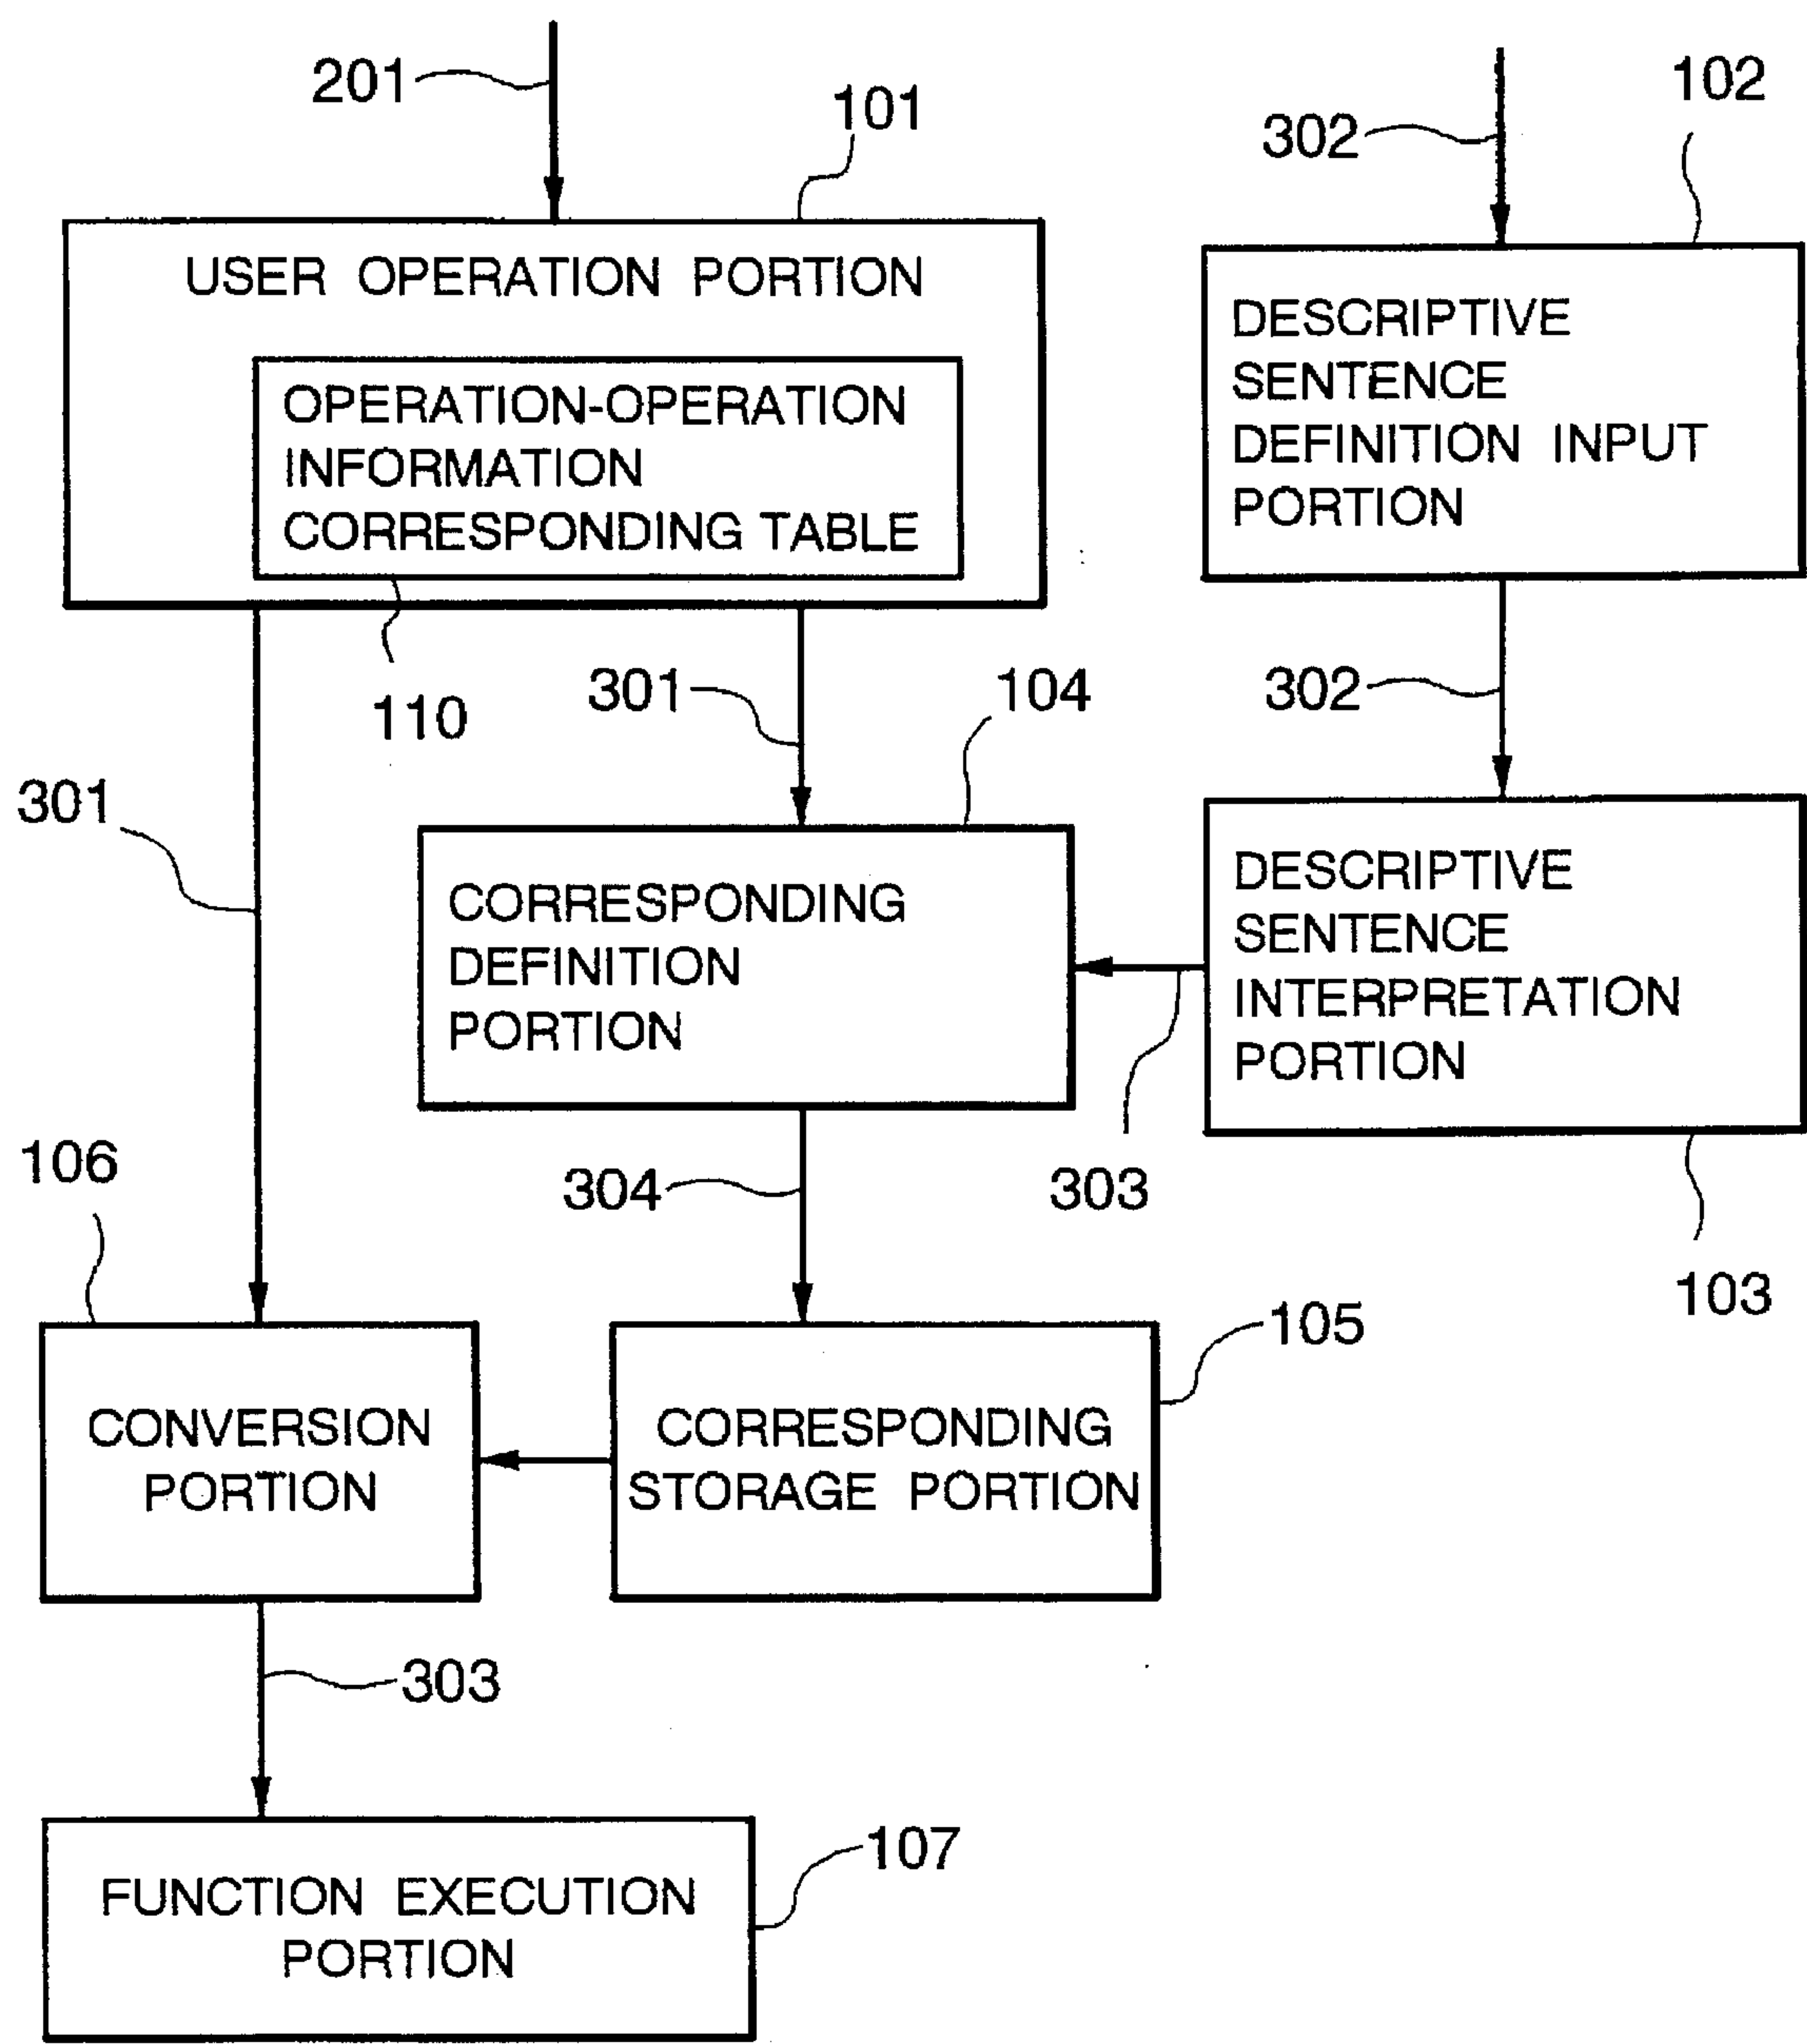 201
101
302
102
USER OPERATION PORTION
OPERATION-OPERATION
INFORMATION
CORRESPONDING TABLE
DESCRIPTIVE
SENTENCE
DEFINITION INPUT
PORTION
110
301
104
302
301
CORRESPONDING
DEFINITION
PORTION
DESCRIPTIVE
SENTENCE
INTERPRETATION
PORTION
106
304
303
103
105
CONVERSION
PORTION
CORRESPONDING
STORAGE PORTION
303
107
FUNCTION EXECUTION
PORTION